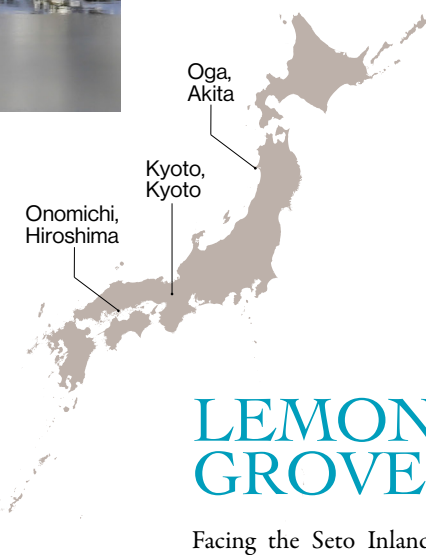 Oga,
Akita
Kyoto,
Kyoto
Onomichi,
Hiroshima
LEMON
GROVE
Facing the Seto Inland